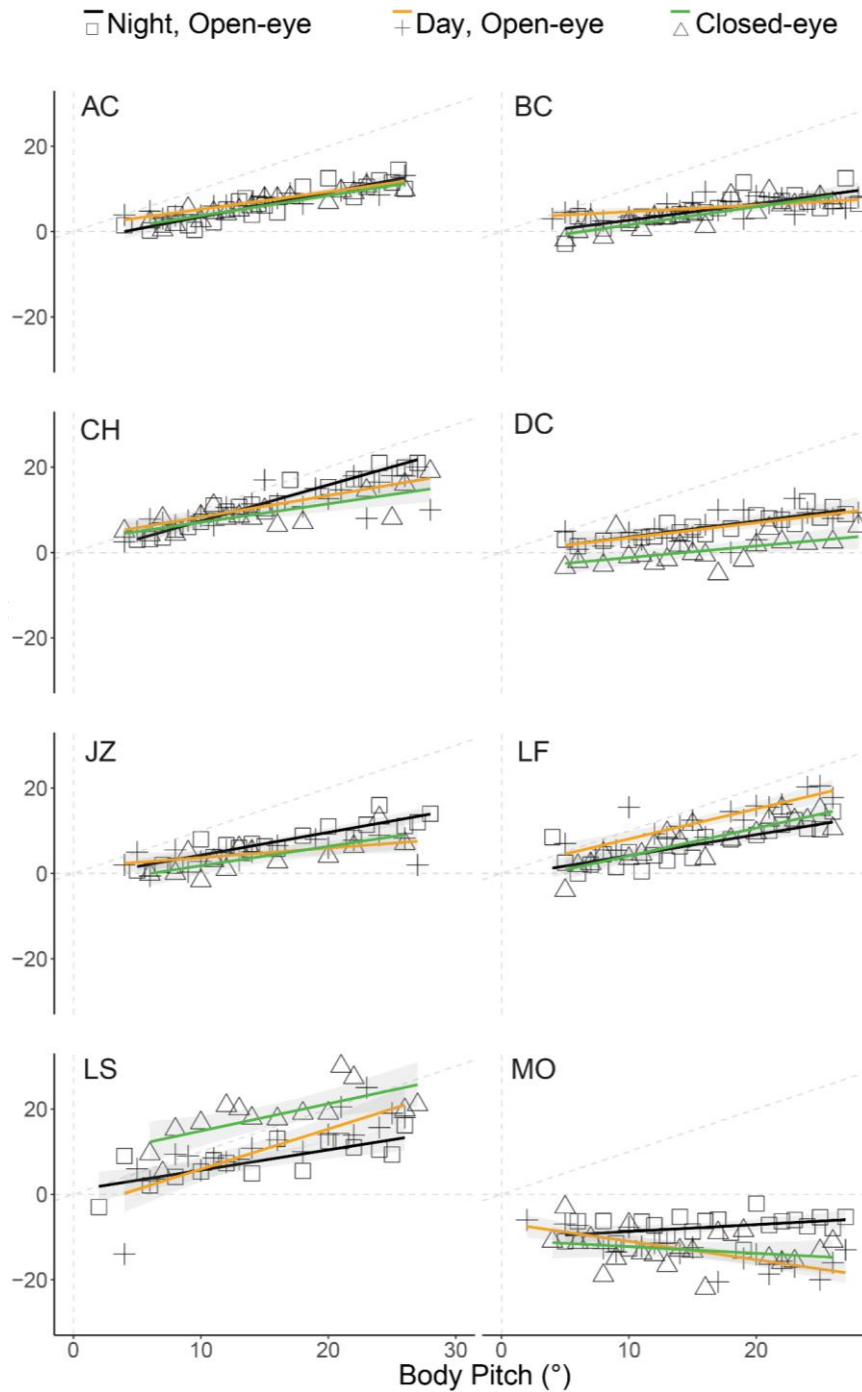 Night, Open-eye Day, Open-eye Closed-eye
AC BC
20
0
−20
CH DC
20
0
−20
JZ LF
20
0
−20
LS MO
20
0
−20
0 10 20 30 0 10 20
Body Pitch (°)